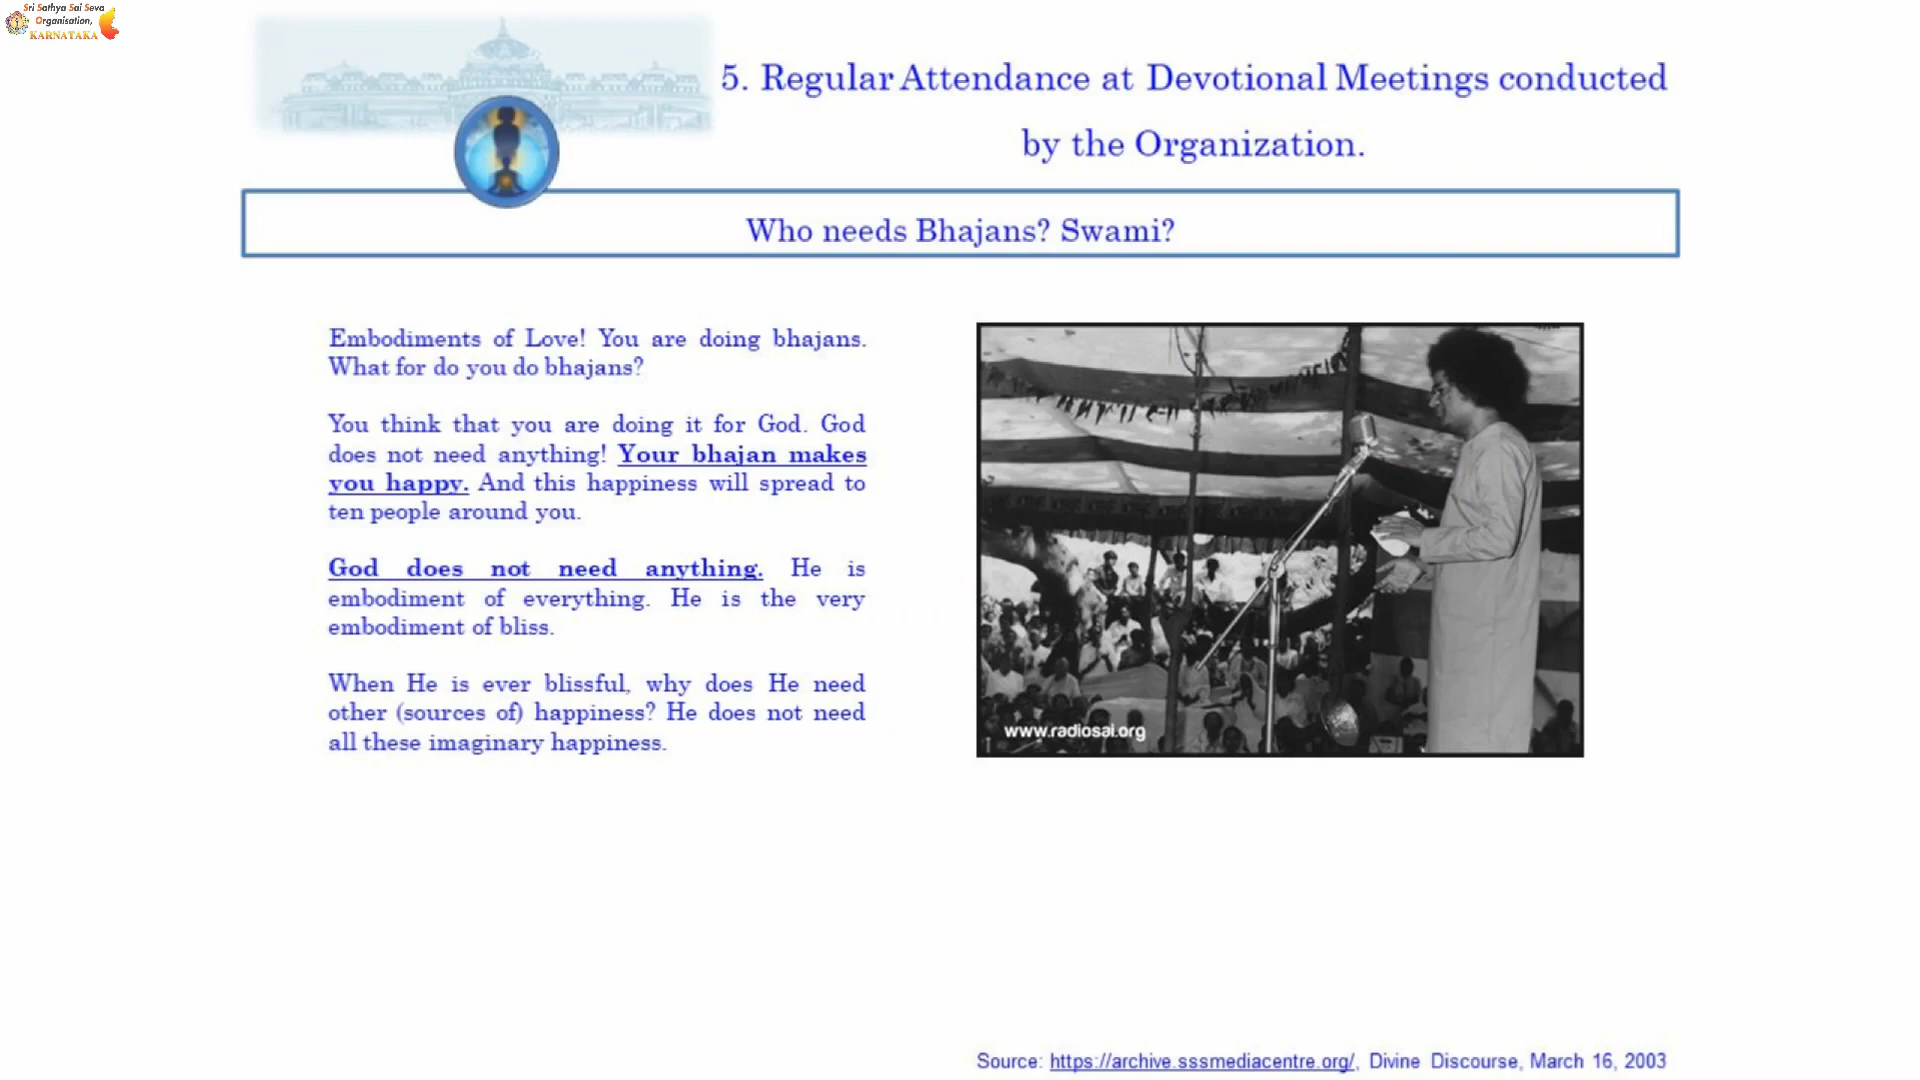 Sri Sathya Sai Seva
Organisation,
KARNATAKA
5. Regular Attendance at Devotional Meetings conducted
by the Organization.
Who needs Bhajans? Swami?
Embodiments of Love! You are doing bhajans.
What for do you do bhajans?
You think that you are doing it for God. God
does not need anything! Your bhajan makes
you happy. And this happiness will spread to
ten people around you.
God does not need anything. He is
embodiment of everything. He is the very
embodiment of bliss.
When He is ever blissful, why does He need
other (sources of) happiness? He does not need
all these imaginary happiness.
www.radiosai.org
Source: https://archive.sssmediacentre.org/, Divine Discourse, March 16, 2003